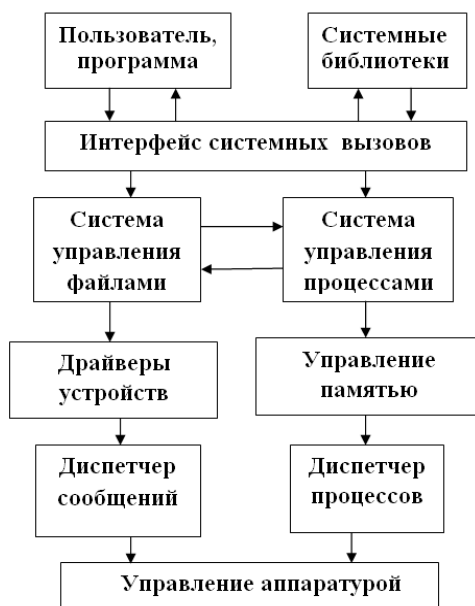 Пользователь,
программа
Системные
библиотеки
Интерфейс системных вызовов
Система
управления
файлами
Система
управления
процессами
Драйверы
устройств
Управление
памятью
Диспетчер
сообщений
Диспетчер
процессов
Управление аппаратурой